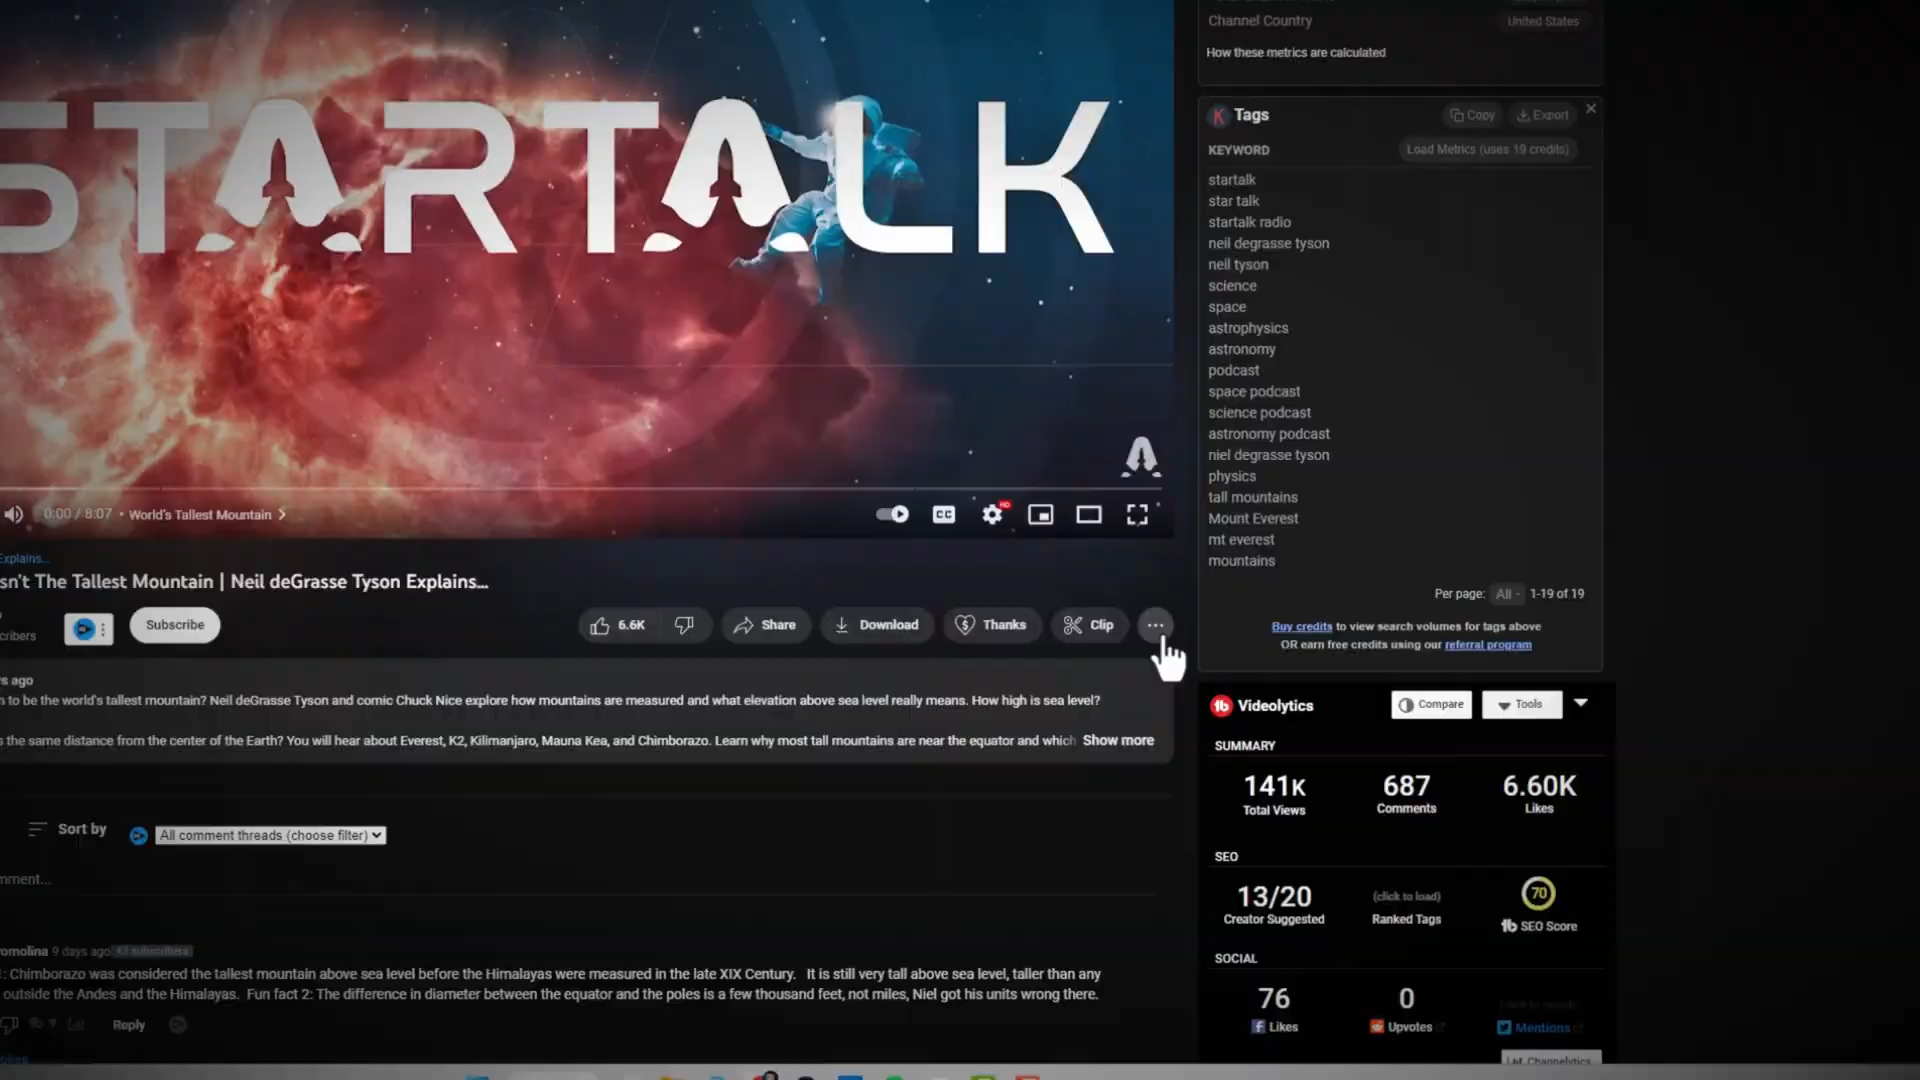 STARTALK
0:00 / 8:07 • World's Tallest Mountain >
CC
HD
Explains...
sn't The Tallest Mountain | Neil deGrasse Tyson Explains...
cribers
Subscribe
6.6K
Share
Download
Thanks
Clip
...
s ago
n to be the world's tallest mountain? Neil deGrasse Tyson and comic Chuck Nice explore how mountains are measured and what elevation above sea level really means. How high is sea level?
s the same distance from the center of the Earth? You will hear about Everest, K2, Kilimanjaro, Mauna Kea, and Chimborazo. Learn why most tall mountains are near the equator and which Show more
Sort by
All comment threads (choose filter)
mment...
romolina 9 days ago
: Chimborazo was considered the tallest mountain above sea level before the Himalayas were measured in the late XIX Century. It is still very tall above sea level, taller than any
outside the Andes and the Himalayas. Fun fact 2: The difference in diameter between the equator and the poles is a few thousand feet, not miles, Niel got his units wrong there.
Reply
Channel Country
United States
How these metrics are calculated
K Tags
Copy
Export
KEYWORD
Load Metrics (uses 19 credits)
startalk
star talk
startalk radio
neil degrasse tyson
neil tyson
science
space
astrophysics
astronomy
podcast
space podcast
science podcast
astronomy podcast
niel degrasse tyson
physics
tall mountains
Mount Everest
mt everest
mountains
Per page: All - 1-19 of 19
Buy credits to view search volumes for tags above
OR earn free credits using our referral program
Videolytics
Compare
Tools
SUMMARY
141K
Total Views
687
Comments
6.60K
Likes
SEO
13/20
Creator Suggested
(click to load)
Ranked Tags
70
SEO Score
SOCIAL
76
Likes
0
Upvotes
Mentions
Channelytics